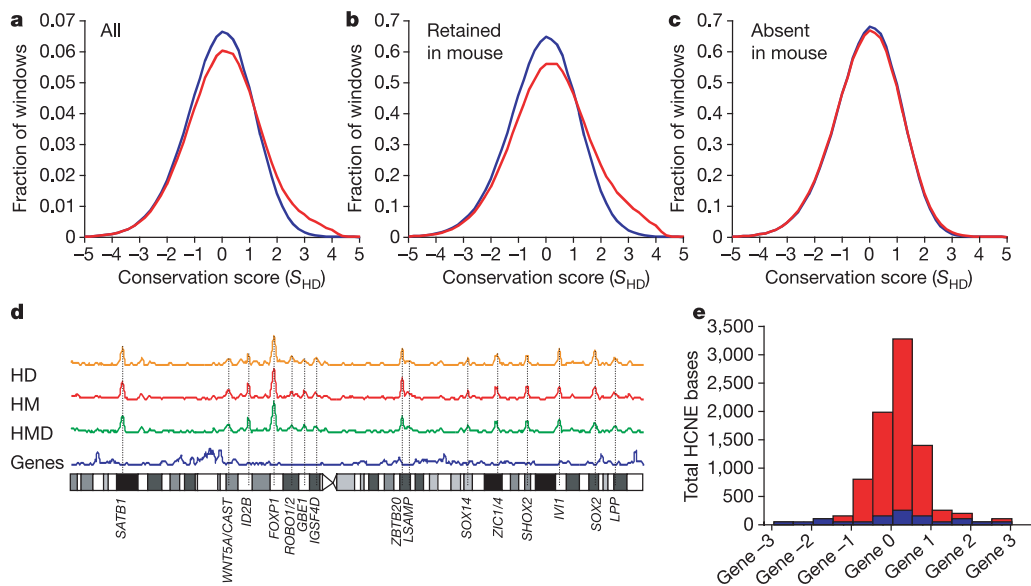 a
All
Fraction of windows
0.07
0.06
0.05
0.04
0.03
0.02
0.01
0
–5 –4 –3 –2 –1 0 1 2 3 4 5
Conservation score (SHD)
b
Retained
in mouse
Fraction of windows
0.7
0.6
0.5
0.4
0.3
0.2
0.1
0
–5 –4 –3 –2 –1 0 1 2 3 4 5
Conservation score (SHD)
c
Absent
in mouse
Fraction of windows
0.7
0.6
0.5
0.4
0.3
0.2
0.1
0
–5 –4 –3 –2 –1 0 1 2 3 4 5
Conservation score (SHD)
d
HD
HM
HMD
Genes
SATB1
WNT5A/CAST
ID2B
FOXP1
ROBO1/2
GBE1
IGSF4D
ZBTB20
LSAMP
SOX14
ZIC1/4
SHOX2
IVI1
SOX2
LPP
e
Total HCNE bases
3,500
3,000
2,500
2,000
1,500
1,000
500
0
Gene –3
Gene –2
Gene –1
Gene 0
Gene 1
Gene 2
Gene 3